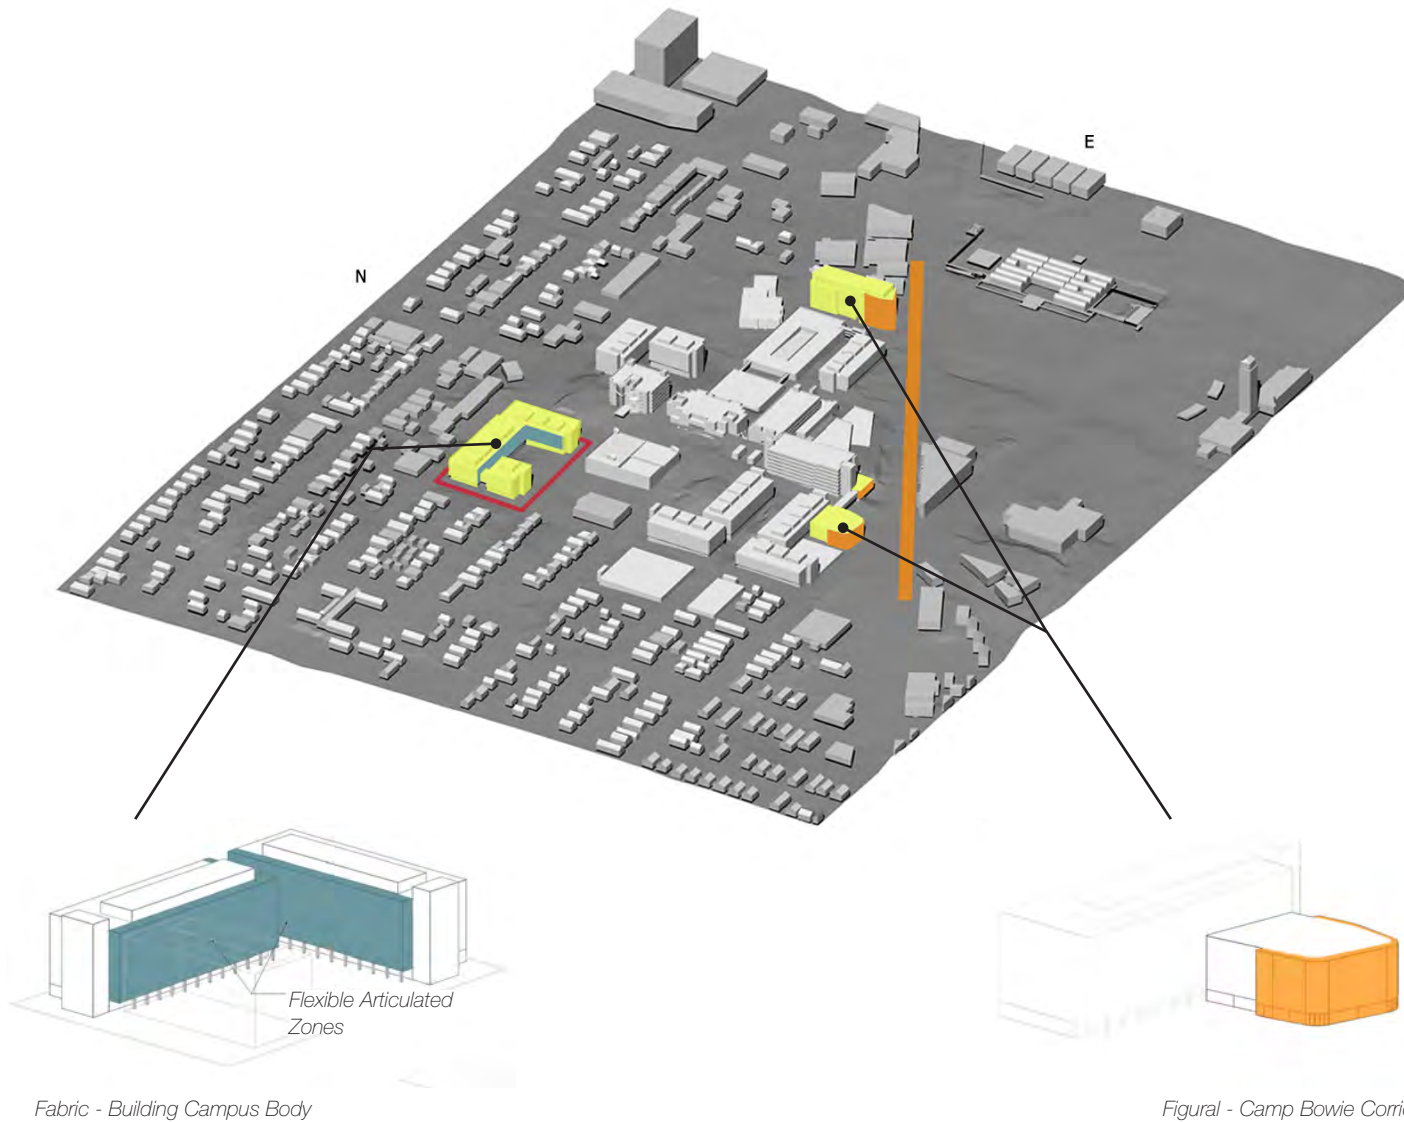 E
N
Flexible Articulated
Zones
Fabric - Building Campus Body
Figural - Camp Bowie